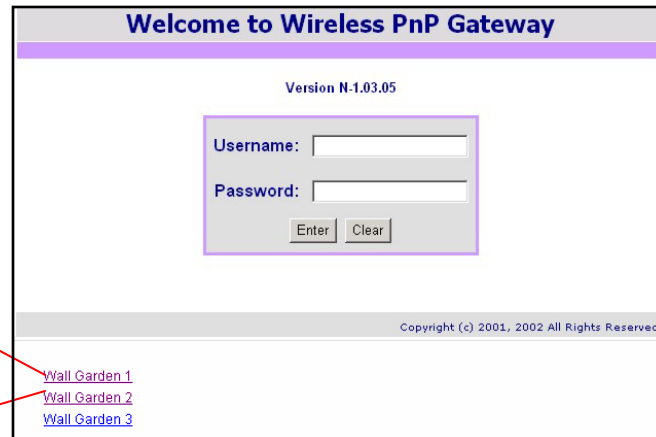 Welcome to Wireless PnP Gateway
Version N-1.03.05
Username:
Password:
Enter Clear
Copyright (c) 2001, 2002 All Rights Reserved
Wall Garden 1
Wall Garden 2
Wall Garden 3